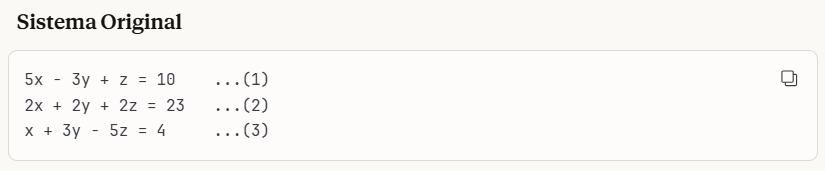 Sistema Original
5x - 3y + z = 10    ...(1)
2x + 2y + 2z = 23   ...(2)
x + 3y - 5z = 4     ...(3)